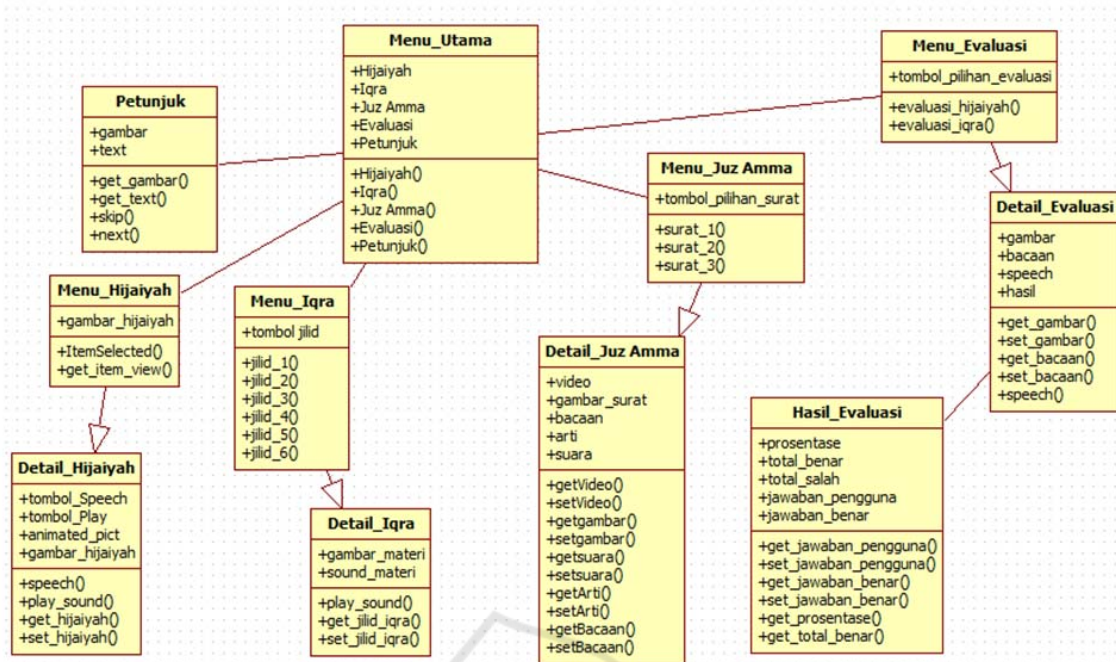 Menu_Utama
+Hijaiyah
+Iqra
+Juz Amma
+Evaluasi
+Petunjuk
+Hijaiyah()
+Iqra()
+Juz Amma()
+Evaluasi()
+Petunjuk()
Menu_Evaluasi
+tombol_pilihan_evaluasi
+evaluasi_hijaiyah()
+evaluasi_iqra()
Petunjuk
+gambar
+text
+get_gambar()
+get_text()
+skip()
+next()
Menu_Juz Amma
+tombol_pilihan_surat
+surat_1()
+surat_2()
+surat_3()
Detail_Evaluasi
+gambar
+bacaan
+speech
+hasil
+get_gambar()
+set_gambar()
+get_bacaan()
+set_bacaan()
+speech()
Menu_Hijaiyah
+gambar_hijaiyah
+ItemSelected()
+get_item_view()
Menu_Iqra
+tombol jilid
+jilid_1()
+jilid_2()
+jilid_3()
+jilid_4()
+jilid_5()
+jilid_6()
Detail_Juz Amma
+video
+gambar_surat
+bacaan
+arti
+suara
+getVideo()
+setVideo()
+getgambar()
+setgambar()
+getsuara()
+setsuara()
+getArti()
+setArti()
+getBacaan()
+setBacaan()
Hasil_Evaluasi
+prosentase
+total_benar
+total_salah
+jawaban_pengguna
+jawaban_benar
+get_jawaban_pengguna()
+set_jawaban_pengguna()
+get_jawaban_benar()
+set_jawaban_benar()
+get_prosentase()
+get_total_benar()
Detail_Hijaiyah
+tombol_Speech
+tombol_Play
+animated_pict
+gambar_hijaiyah
+speech()
+play_sound()
+get_hijaiyah()
+set_hijaiyah()
Detail_Iqra
+gambar_materi
+sound_materi
+play_sound()
+get_jilid_iqra()
+set_jilid_iqra()